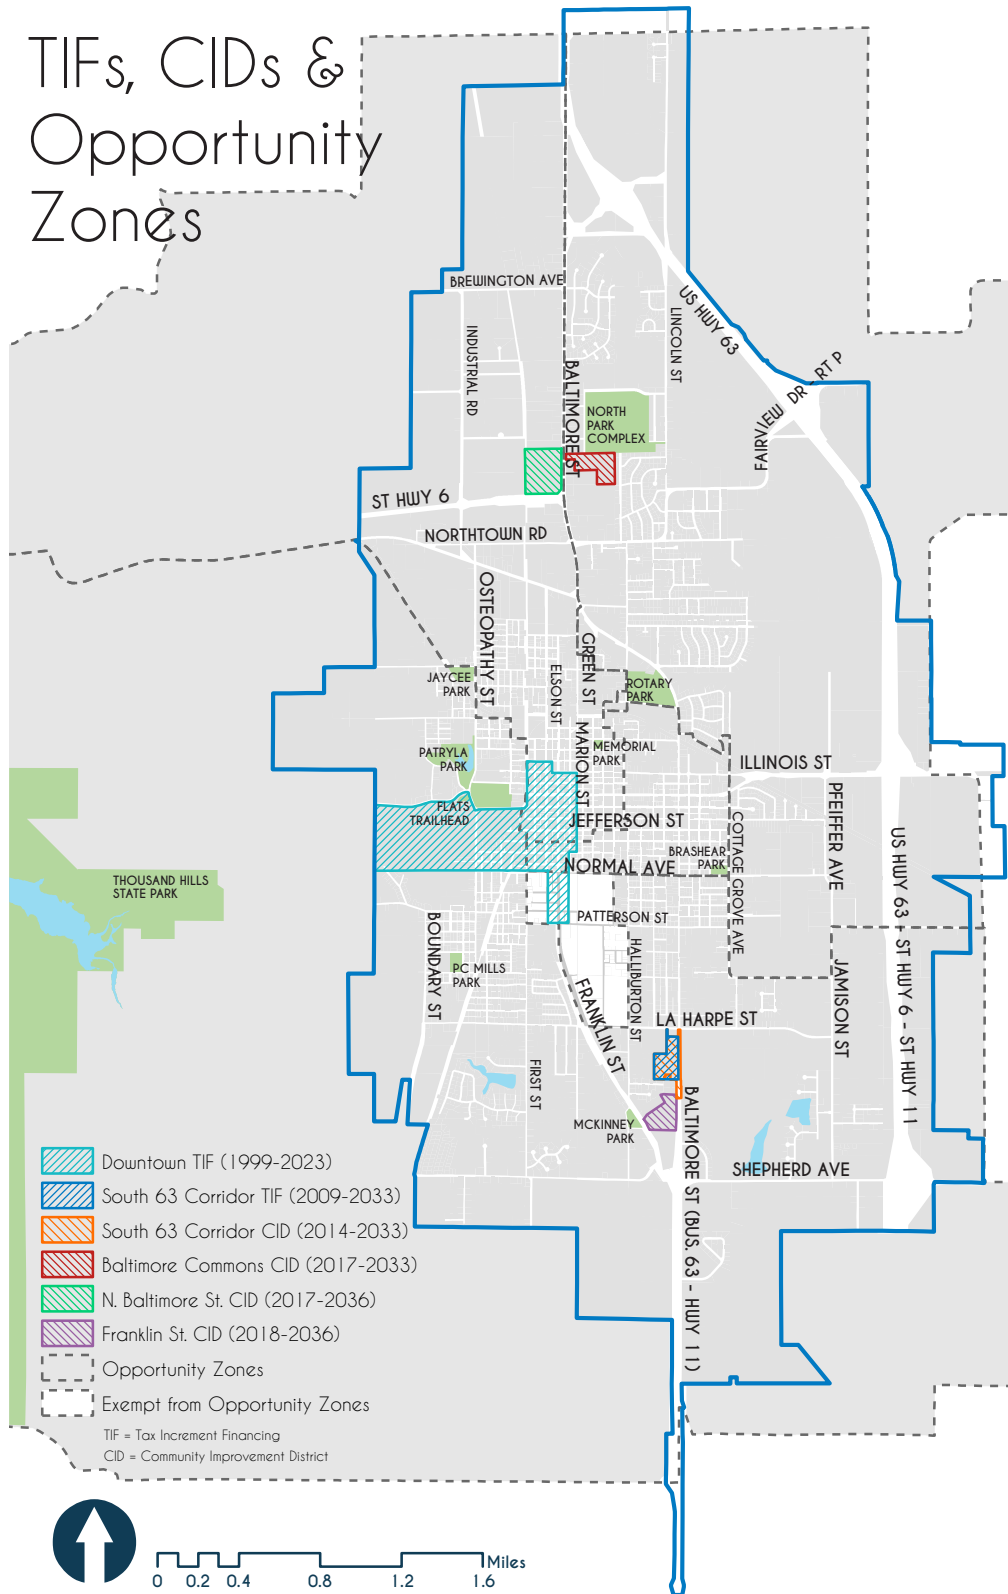 TIFs, CIDs &
Opportunity
Zones
BREWINGTON AVE
US HWY 63
LINCOLN ST
INDUSTRIAL RD
BALTIMORE ST
FAIRVIEW DR - RT P
NORTH
PARK
COMPLEX
ST HWY 6
NORTHTOWN RD
OSTEOPATHY ST
GREEN ST
ELSON ST
JAYCEE
PARK
ROTARY
PARK
MARION ST
MEMORIAL
PARK
PATRYLA
PARK
ILLINOIS ST
FLATS
TRAILHEAD
JEFFERSON ST
PFEIFFER AVE
COTTAGE GROVE AVE
US HWY 63 - ST HWY 6 - ST HWY 11
BRASHEAR
PARK
NORMAL AVE
THOUSAND HILLS
STATE PARK
PATTERSON ST
BOUNDARY ST
HALLIBURTON ST
PC MILLS
PARK
JAMISON ST
FRANKLIN ST
LA HARPE ST
FIRST ST
BALTIMORE ST (BUS. 63 - HWY 11)
MCKINNEY
PARK
SHEPHERD AVE
Downtown TIF (1999-2023)
South 63 Corridor TIF (2009-2033)
South 63 Corridor CID (2014-2033)
Baltimore Commons CID (2017-2033)
N. Baltimore St. CID (2017-2036)
Franklin St. CID (2018-2036)
Opportunity Zones
Exempt from Opportunity Zones
TIF = Tax Increment Financing
CID = Community Improvement District
Miles
0 0.2 0.4 0.8 1.2 1.6